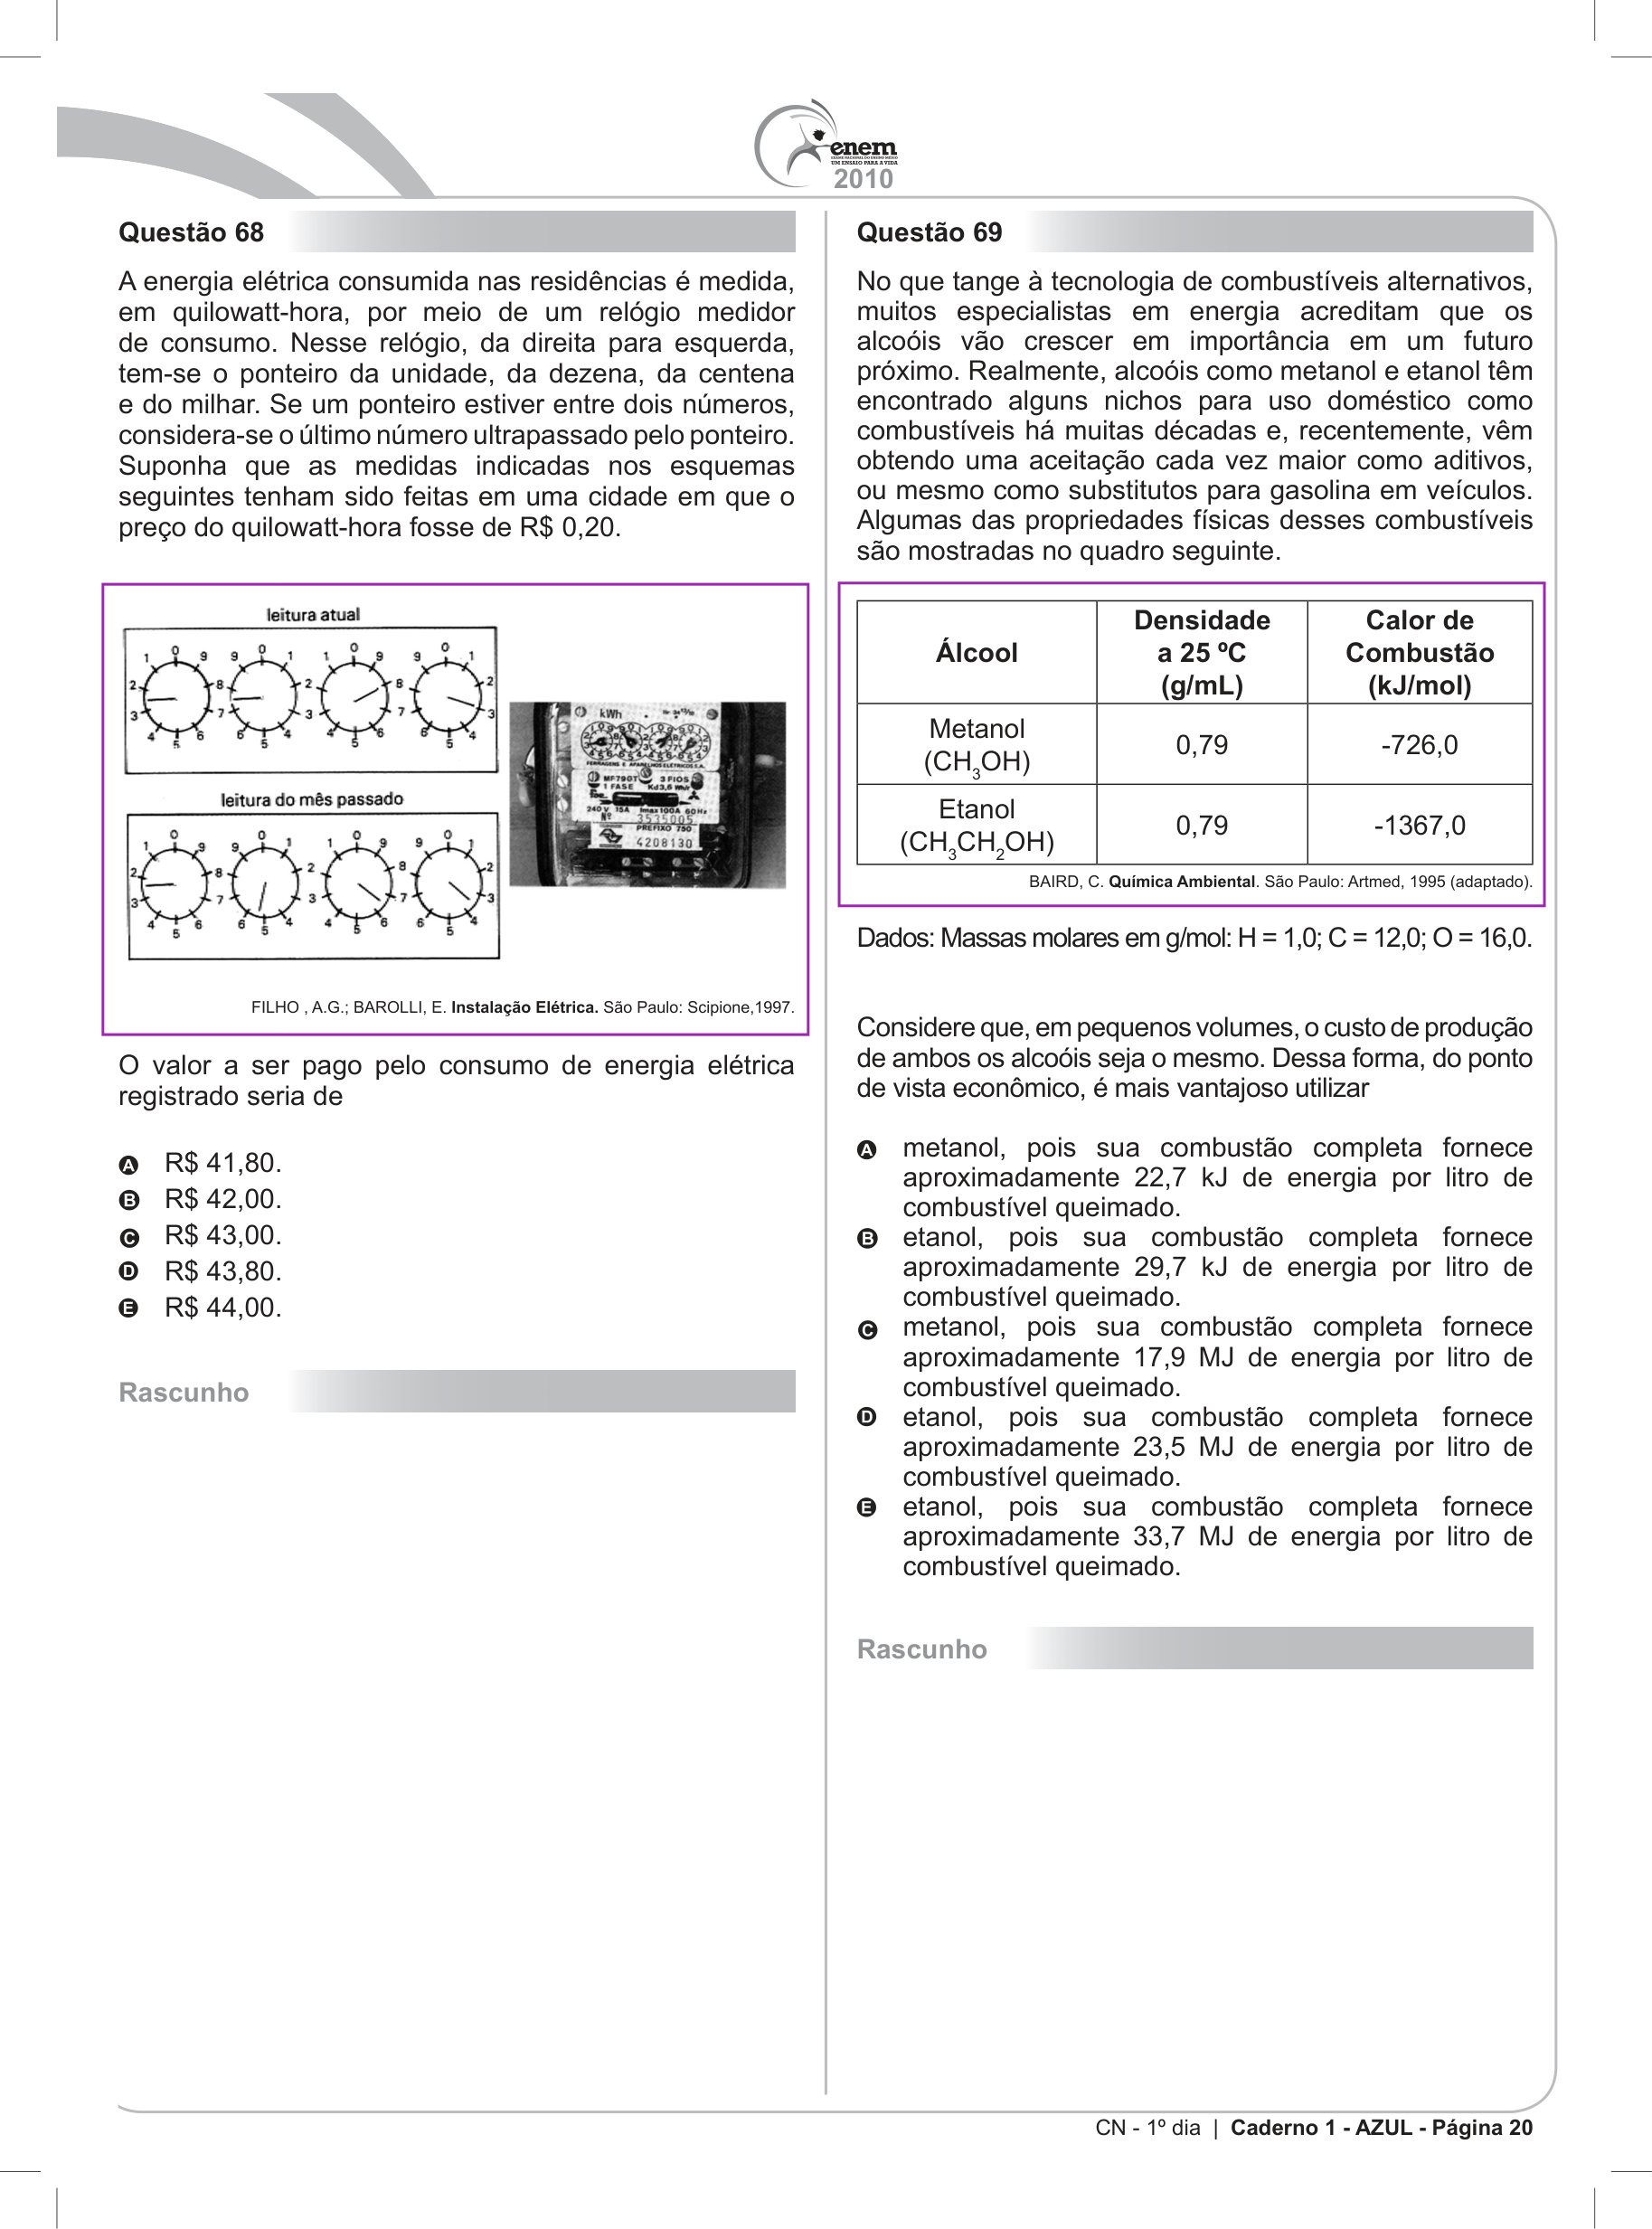 enem
EXAME NACIONAL DO ENSINO MÉDIO
UM ENSAIO PARA A VIDA
2010
Questão 68
A energia elétrica consumida nas residências é medida,
em quilowatt-hora, por meio de um relógio medidor
de consumo. Nesse relógio, da direita para esquerda,
tem-se o ponteiro da unidade, da dezena, da centena
e do milhar. Se um ponteiro estiver entre dois números,
considera-se o último número ultrapassado pelo ponteiro.
Suponha que as medidas indicadas nos esquemas
seguintes tenham sido feitas em uma cidade em que o
preço do quilowatt-hora fosse de R$ 0,20.
leitura atual
1 0 9 9 0 1 1 0 9 9 0 1
2 8 2 8 2
3 7 3 7 3
4 5 6 6 5 4 4 5 6 6 5 4
kWh
FERRAGENS E APARELHOS ELÉTRICOS S.A.
MF79GT 3 FIOS
1 FASE Kd3,6 Wh/r
240 V 15A Imax100A 60Hz
Nº 3535005
PREFIXO 750
4208130
leitura do mês passado
1 0 9 9 0 1 1 0 9 9 0 1
2 8 2 8 2
3 7 3 7 3
4 5 6 6 5 4 4 5 6 6 5 4
FILHO , A.G.; BAROLLI, E. Instalação Elétrica. São Paulo: Scipione,1997.
O valor a ser pago pelo consumo de energia elétrica
registrado seria de
A R$ 41,80.
B R$ 42,00.
C R$ 43,00.
D R$ 43,80.
E R$ 44,00.
Rascunho
Questão 69
No que tange à tecnologia de combustíveis alternativos,
muitos especialistas em energia acreditam que os
alcoóis vão crescer em importância em um futuro
próximo. Realmente, alcoóis como metanol e etanol têm
encontrado alguns nichos para uso doméstico como
combustíveis há muitas décadas e, recentemente, vêm
obtendo uma aceitação cada vez maior como aditivos,
ou mesmo como substitutos para gasolina em veículos.
Algumas das propriedades físicas desses combustíveis
são mostradas no quadro seguinte.
Álcool
Densidade
a 25 ºC
(g/mL)
Calor de
Combustão
(kJ/mol)
Metanol
(CH3OH)
0,79
-726,0
Etanol
(CH3CH2OH)
0,79
-1367,0
BAIRD, C. Química Ambiental. São Paulo: Artmed, 1995 (adaptado).
Dados: Massas molares em g/mol: H = 1,0; C = 12,0; O = 16,0.
Considere que, em pequenos volumes, o custo de produção
de ambos os alcoóis seja o mesmo. Dessa forma, do ponto
de vista econômico, é mais vantajoso utilizar
A metanol, pois sua combustão completa fornece
aproximadamente 22,7 kJ de energia por litro de
combustível queimado.
B etanol, pois sua combustão completa fornece
aproximadamente 29,7 kJ de energia por litro de
combustível queimado.
C metanol, pois sua combustão completa fornece
aproximadamente 17,9 MJ de energia por litro de
combustível queimado.
D etanol, pois sua combustão completa fornece
aproximadamente 23,5 MJ de energia por litro de
combustível queimado.
E etanol, pois sua combustão completa fornece
aproximadamente 33,7 MJ de energia por litro de
combustível queimado.
Rascunho
CN - 1º dia | Caderno 1 - AZUL - Página 20